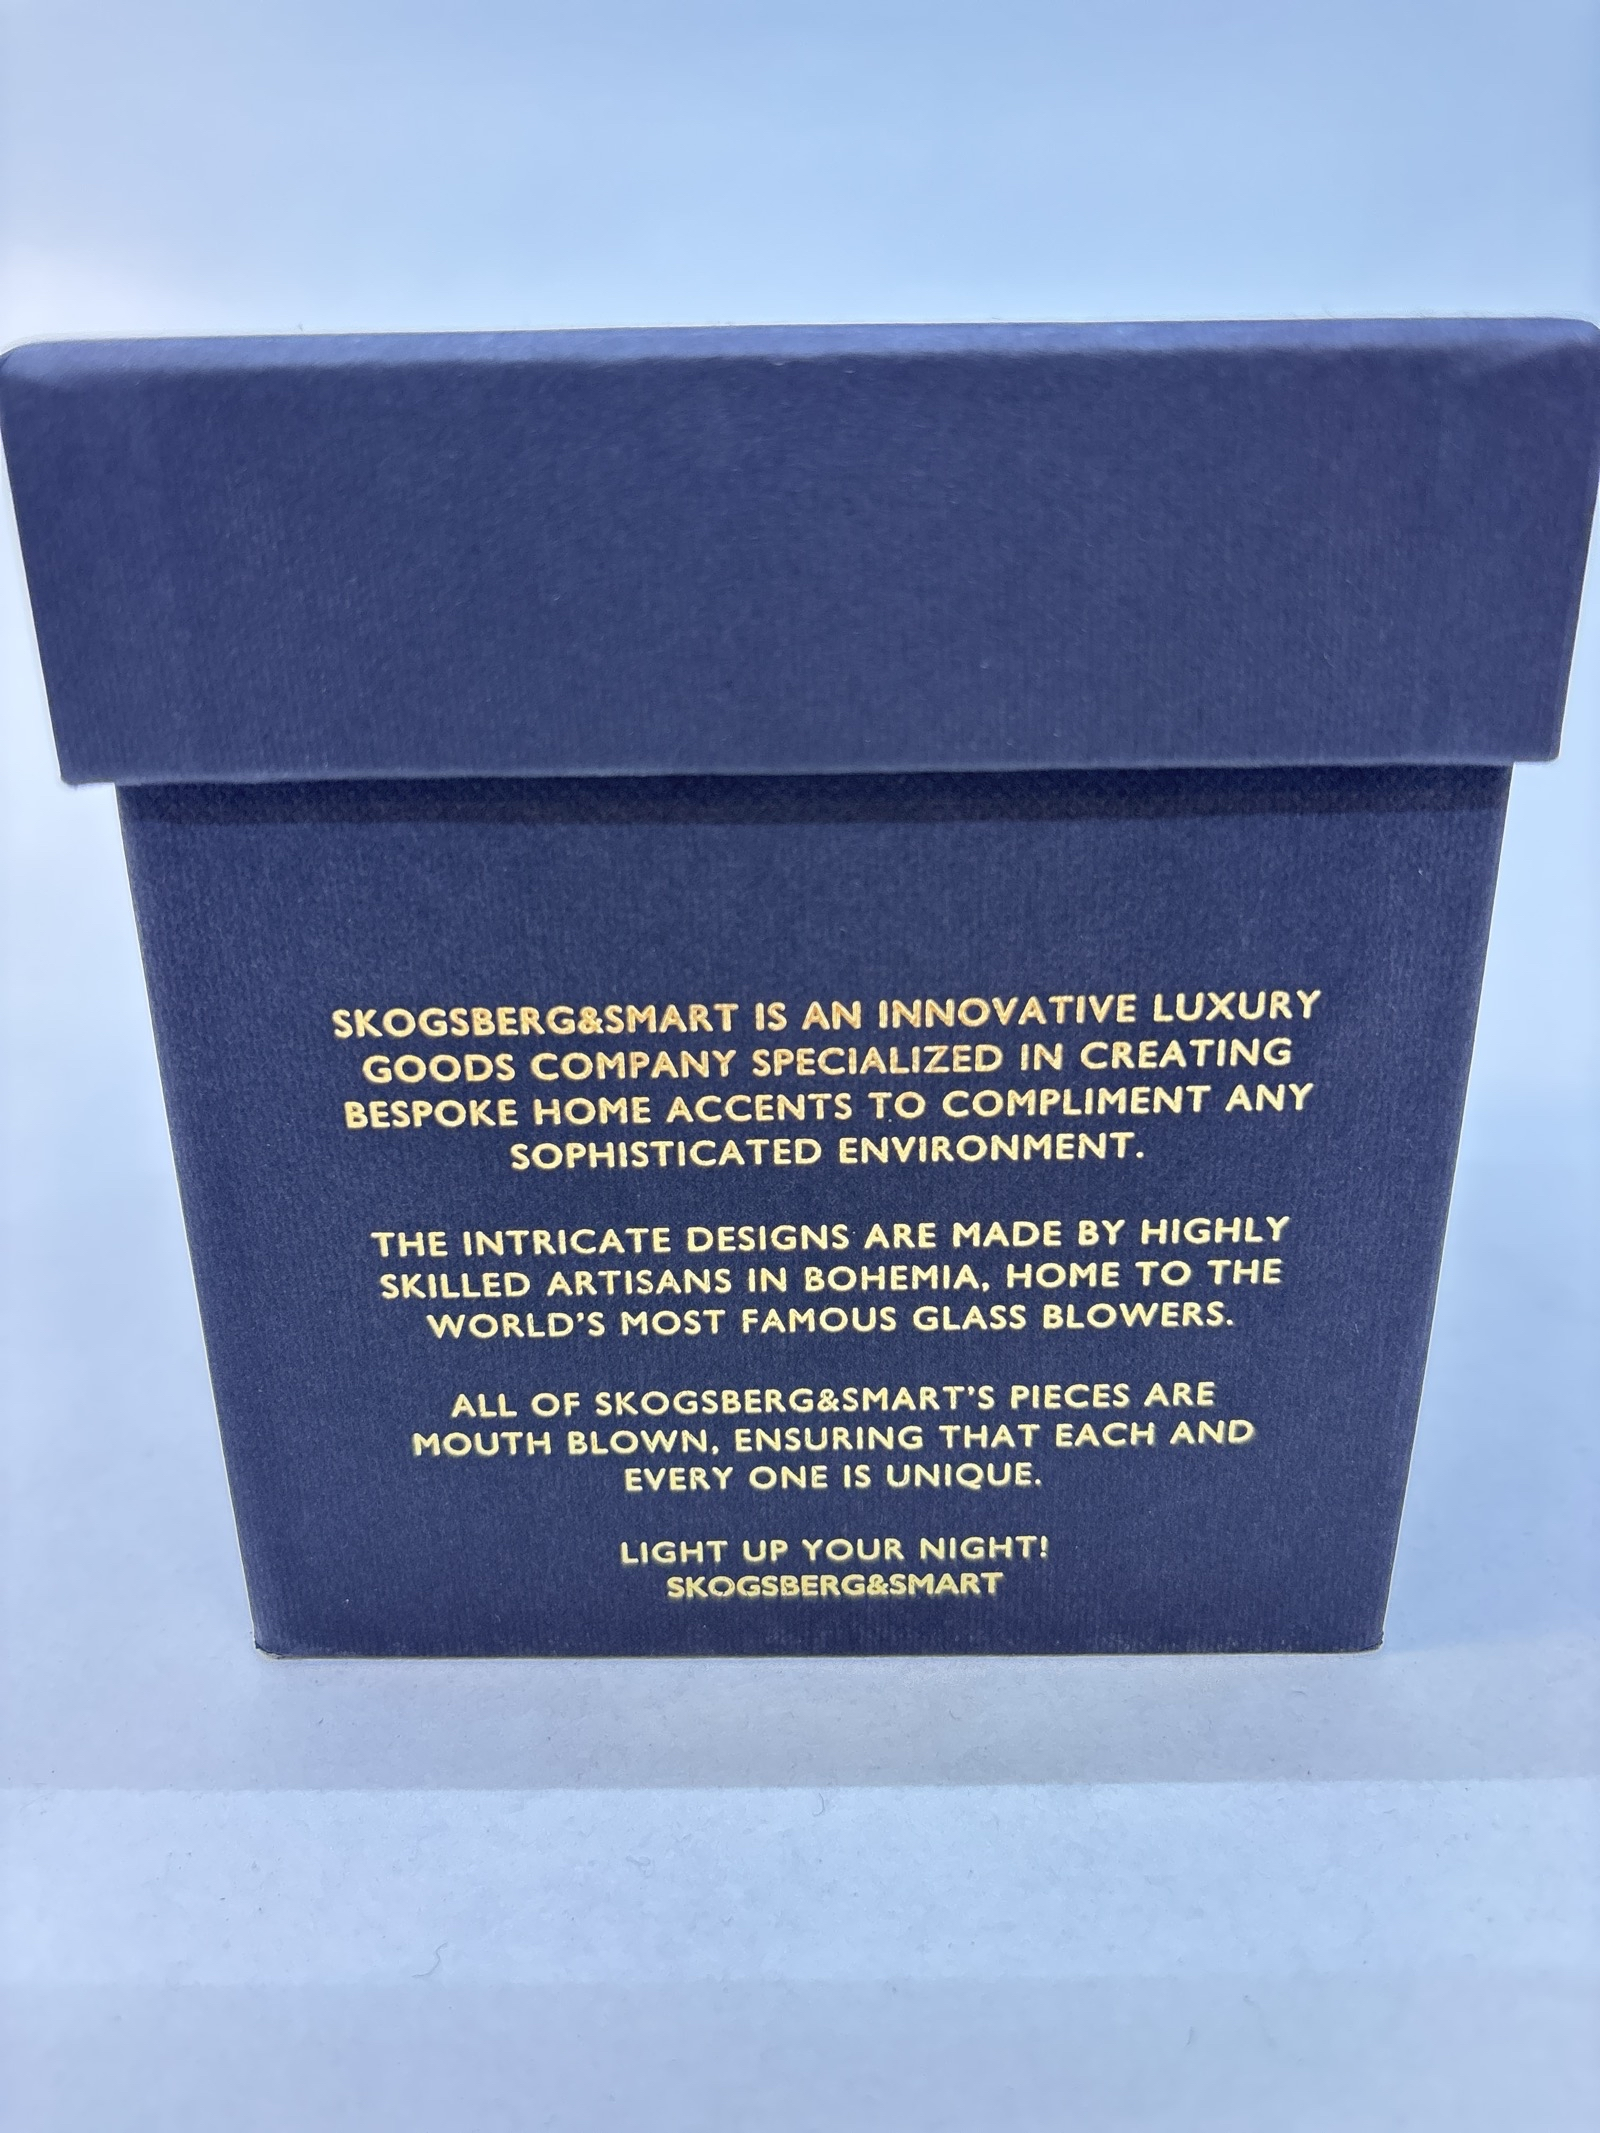 SKOGSBERG&SMART IS AN INNOVATIVE LUXURY
GOODS COMPANY SPECIALIZED IN CREATING
BESPOKE HOME ACCENTS TO COMPLIMENT ANY
SOPHISTICATED ENVIRONMENT.
THE INTRICATE DESIGNS ARE MADE BY HIGHLY
SKILLED ARTISANS IN BOHEMIA, HOME TO THE
WORLD'S MOST FAMOUS GLASS BLOWERS.
ALL OF SKOGSBERG&SMART'S PIECES ARE
MOUTH BLOWN, ENSURING THAT EACH AND
EVERY ONE IS UNIQUE.
LIGHT UP YOUR NIGHT!
SKOGSBERG&SMART